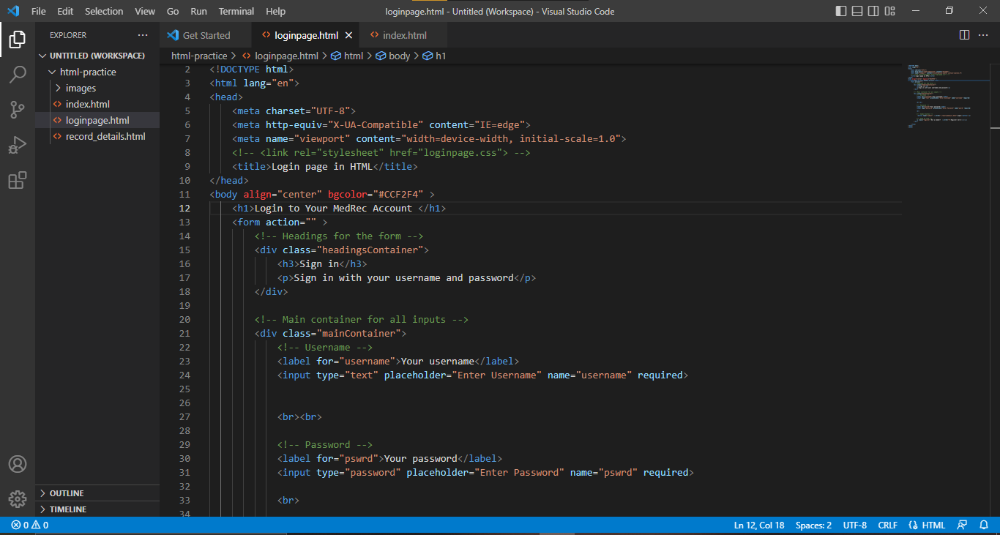 File Edit Selection View Go Run Terminal Help
loginpage.html - Untitled (Workspace) - Visual Studio Code
EXPLORER
UNTITLED (WORKSPACE)
html-practice
images
index.html
loginpage.html
record_details.html
OUTLINE
TIMELINE
Get Started loginpage.html index.html
html-practice > loginpage.html > html > body > h1
2 <!DOCTYPE html>
3 <html lang="en">
4 <head>
5 <meta charset="UTF-8">
6 <meta http-equiv="X-UA-Compatible" content="IE=edge">
7 <meta name="viewport" content="width=device-width, initial-scale=1.0">
8 <!-- <link rel="stylesheet" href="loginpage.css"> -->
9 <title>Login page in HTML</title>
10 </head>
11 <body align="center" bgcolor="#CCF2F4" >
12 <h1>Login to Your MedRec Account </h1>
13 <form action="" >
14 <!-- Headings for the form -->
15 <div class="headingsContainer">
16 <h3>Sign in</h3>
17 <p>Sign in with your username and password</p>
18 </div>
19
20 <!-- Main container for all inputs -->
21 <div class="mainContainer">
22 <!-- Username -->
23 <label for="username">Your username</label>
24 <input type="text" placeholder="Enter Username" name="username" required>
25
26
27 <br><br>
28
29 <!-- Password -->
30 <label for="pswrd">Your password</label>
31 <input type="password" placeholder="Enter Password" name="pswrd" required>
32
33 <br>
34
0 0 Ln 12, Col 18 Spaces: 2 UTF-8 CRLF HTML